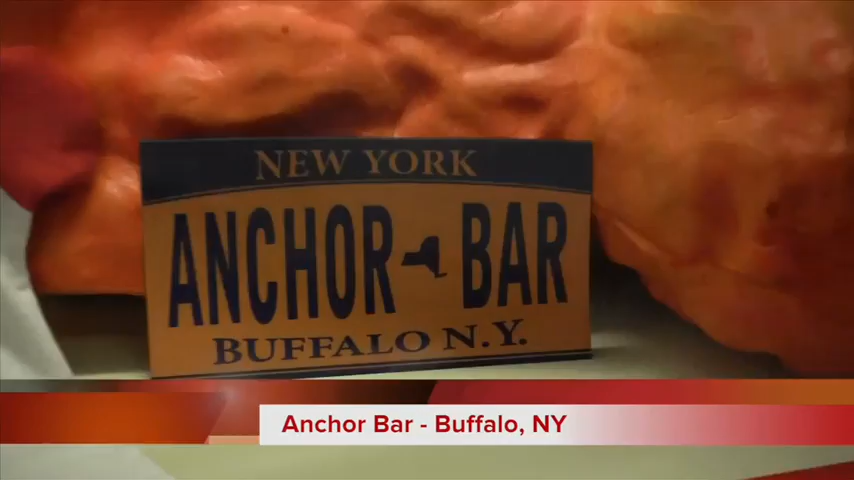 NEW YORK
ANCHOR BAR
BUFFALO N.Y.
Anchor Bar - Buffalo, NY